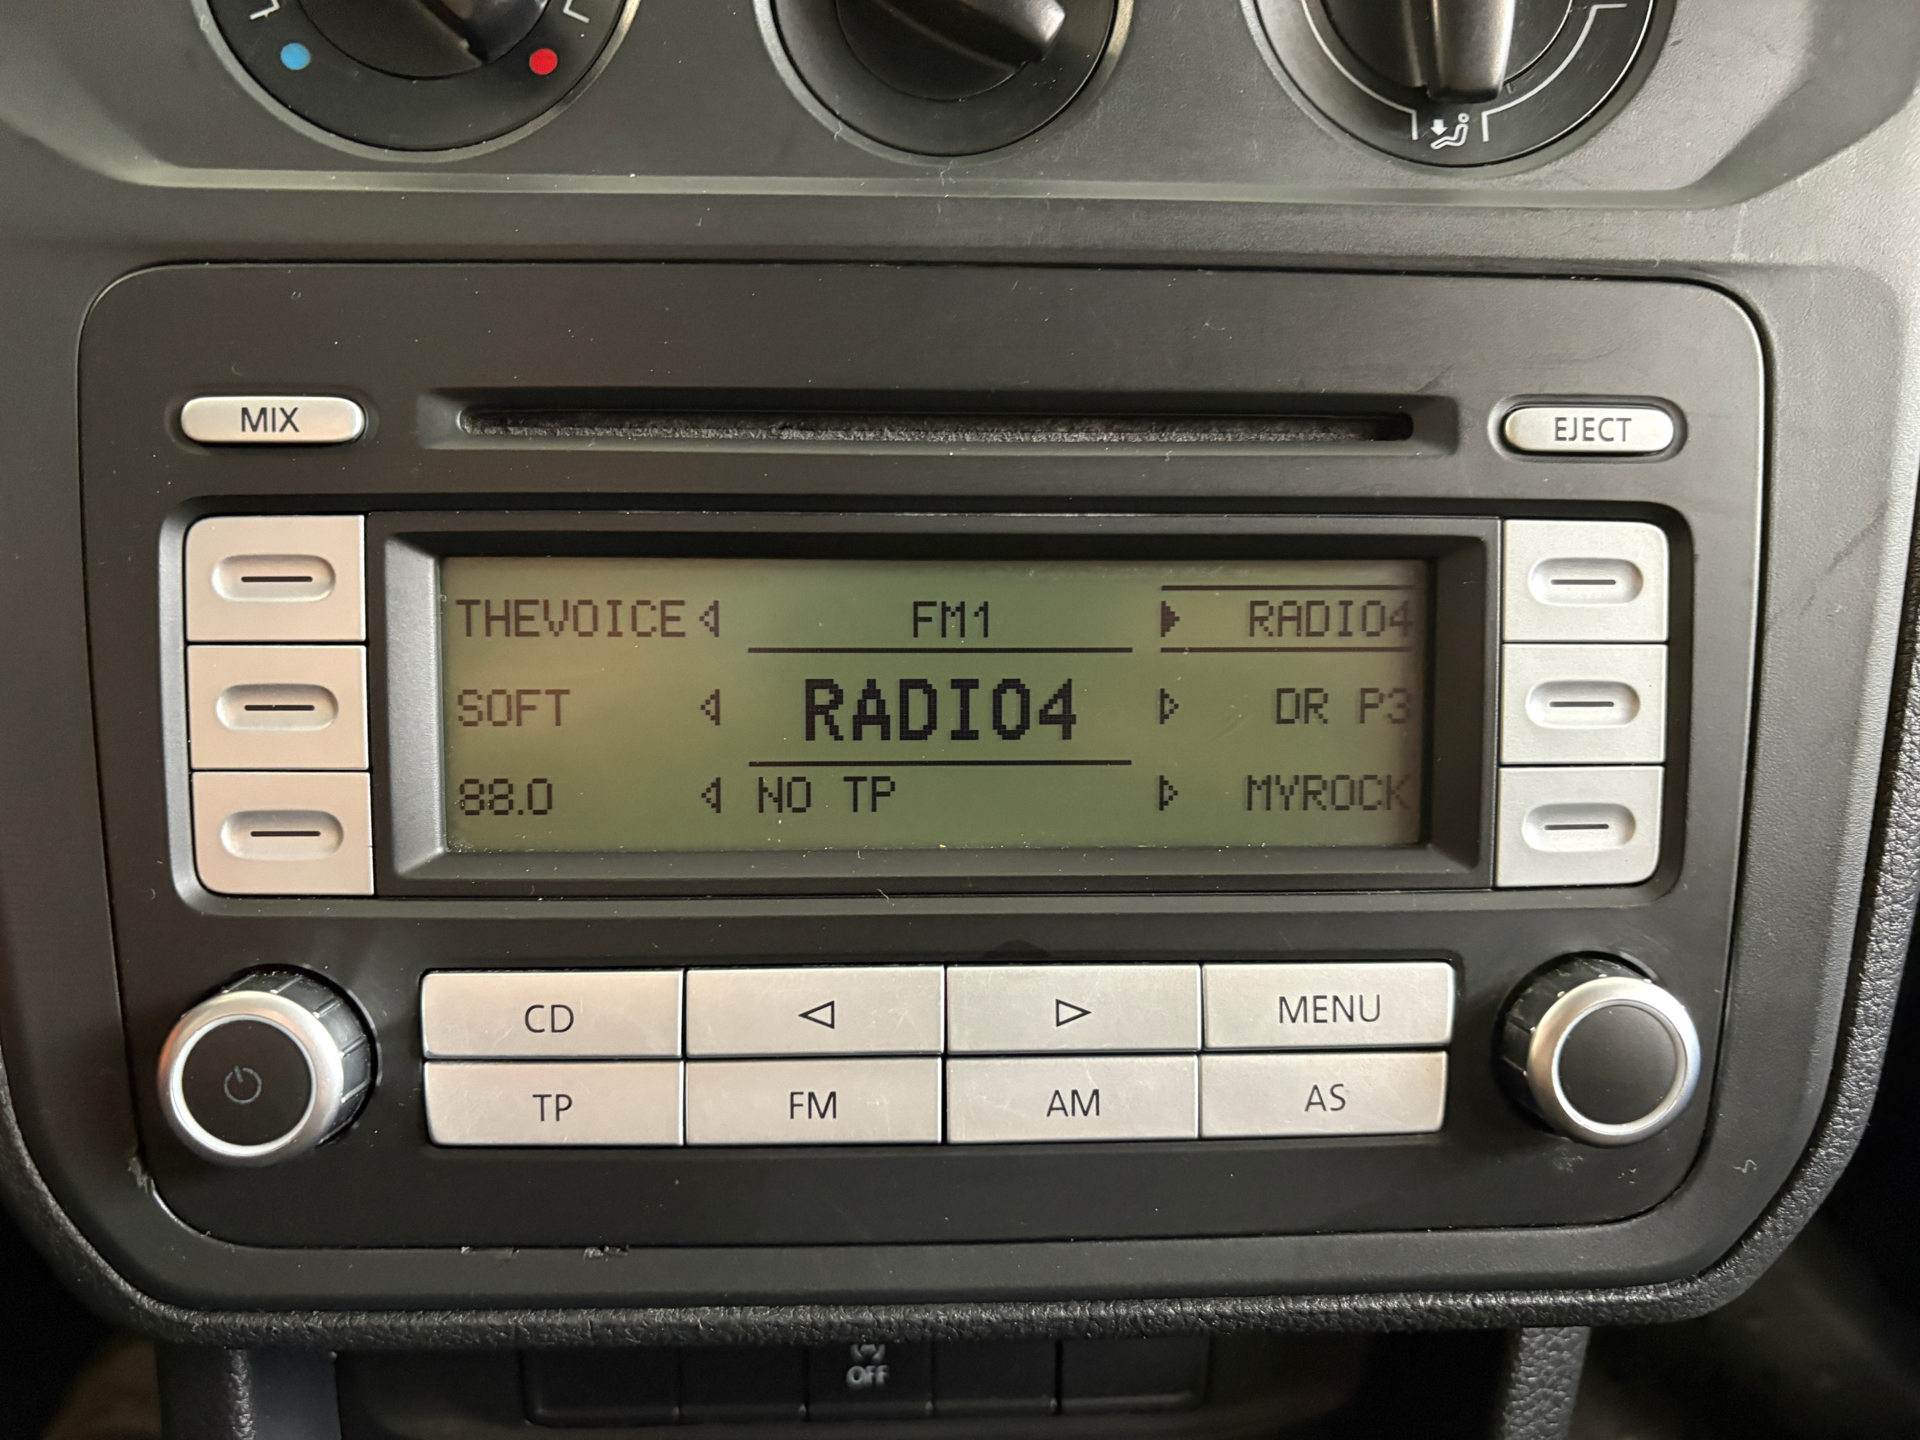 MIX
EJECT
THEVOICE FM1 RADIO4
SOFT RADIO4 DR P3
88.0 NO TP MYROCK
CD MENU
TP FM AM AS
OFF